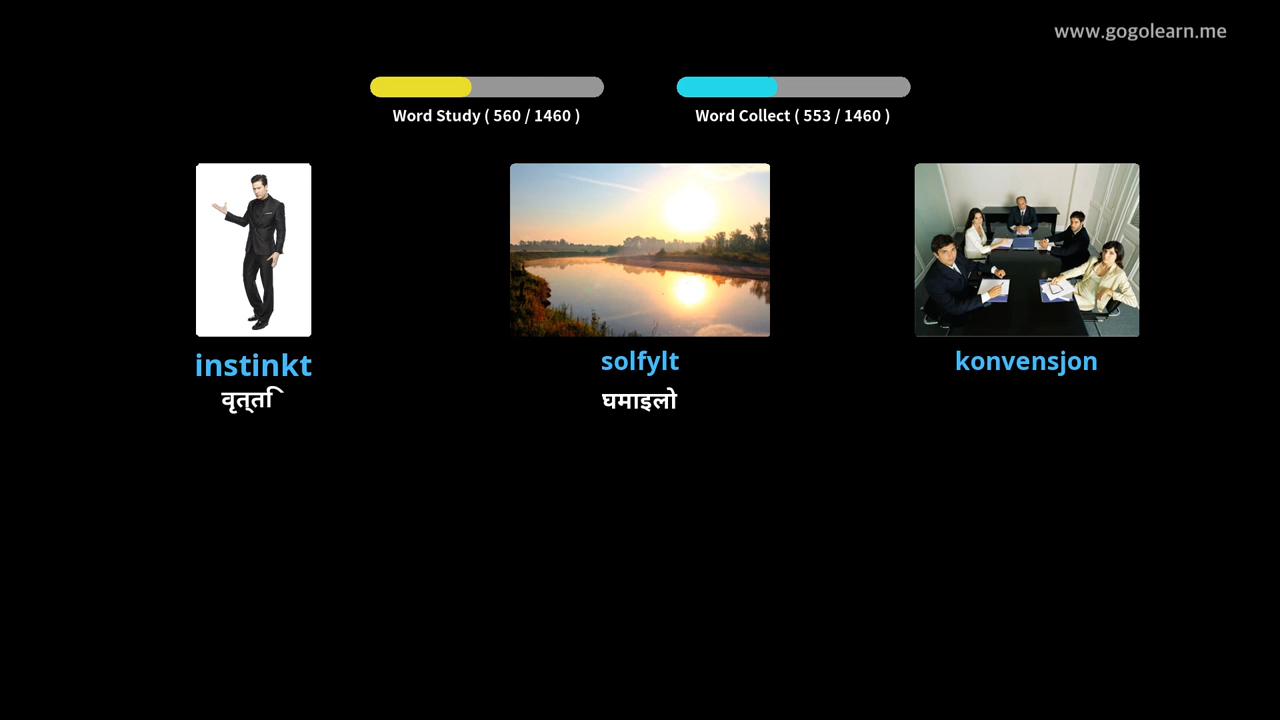 www.gogolearn.me
Word Study ( 560 / 1460 )
Word Collect ( 553 / 1460 )
instinkt
वृत्ति
solfylt
घमाइलो
konvensjon